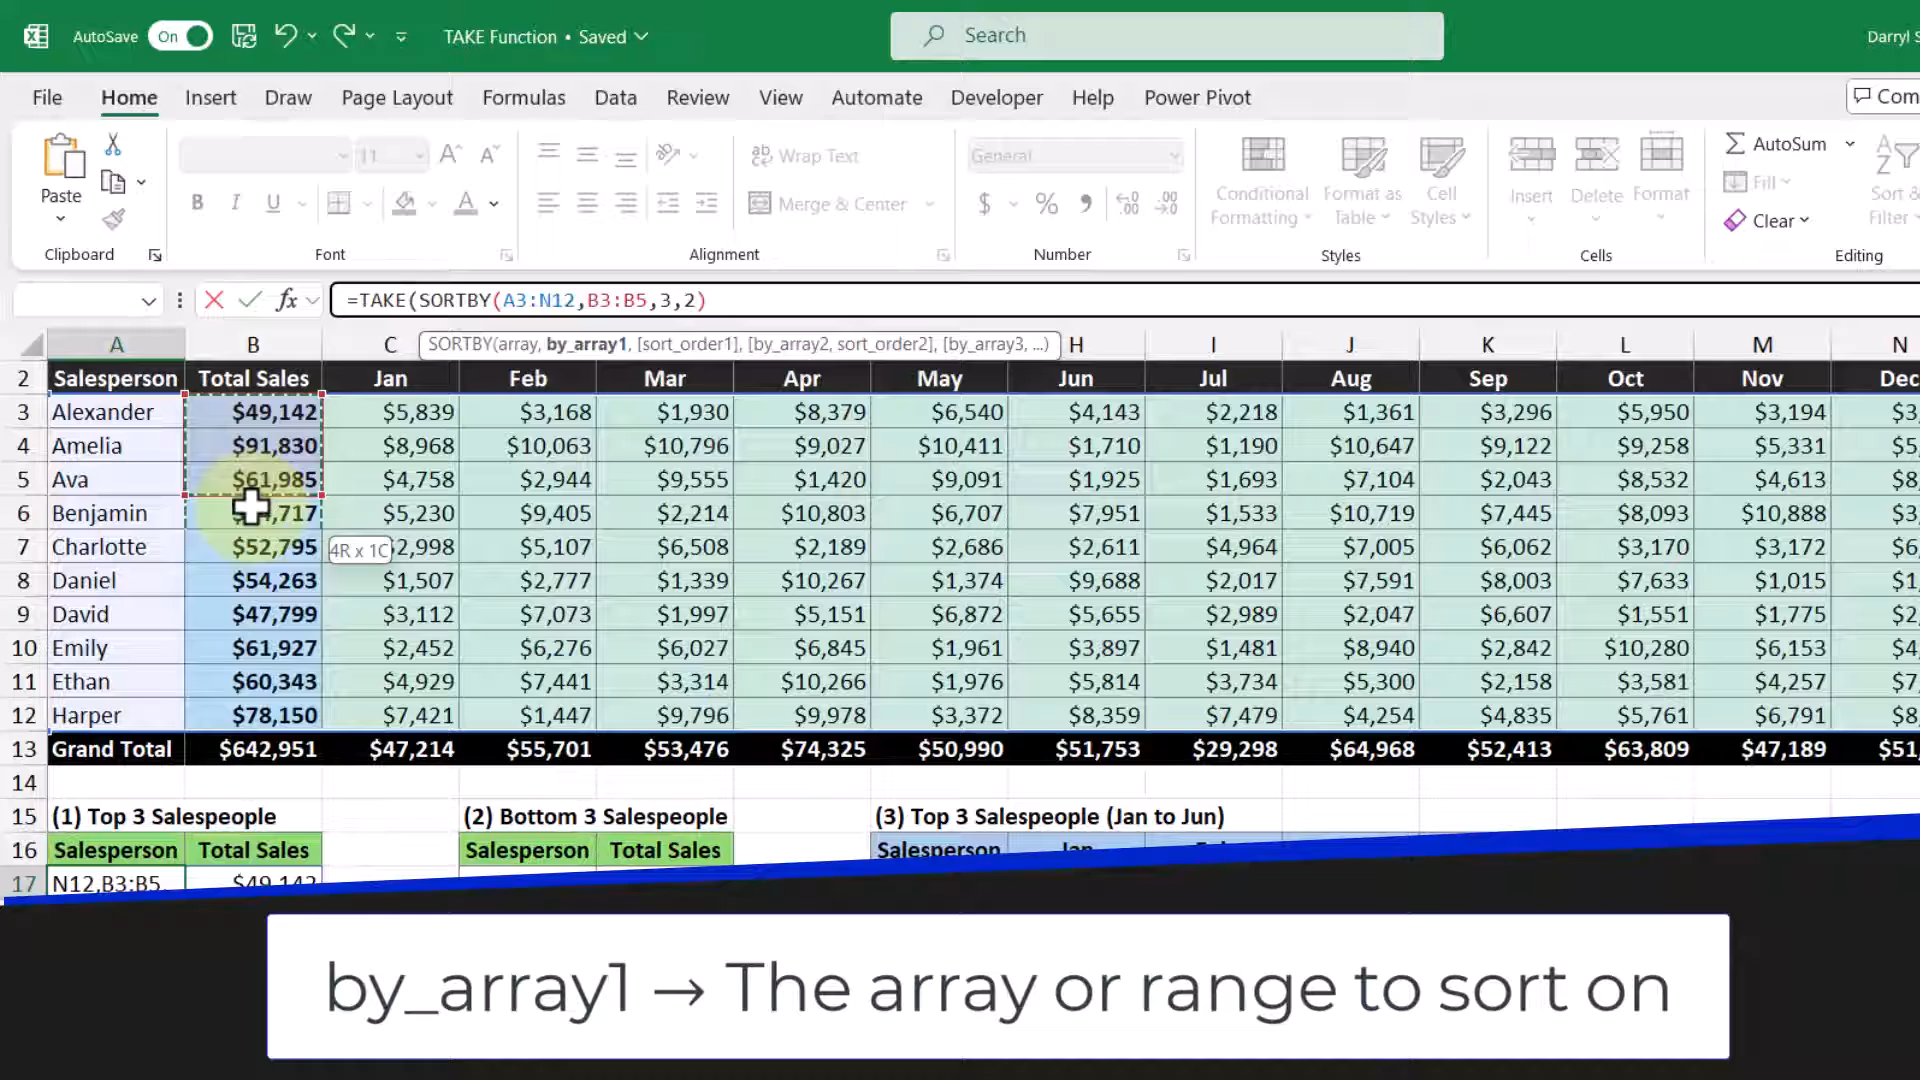 AutoSave On TAKE Function • Saved Search Darryl S
File Home Insert Draw Page Layout Formulas Data Review View Automate Developer Help Power Pivot Com
11 Wrap Text General AutoSum
Paste B I U Merge & Center $ % Conditional Formatting Format as Table Cell Styles Insert Delete Format Fill Clear Sort & Filter
Clipboard Font Alignment Number Styles Cells Editing
fx =TAKE(SORTBY(A3:N12,B3:B5,3,2)
SORTBY(array, by_array1, [sort_order1], [by_array2, sort_order2], [by_array3, ...)
A B C H I J K L M N
2 Salesperson Total Sales Jan Feb Mar Apr May Jun Jul Aug Sep Oct Nov Dec
3 Alexander $49,142 $5,839 $3,168 $1,930 $8,379 $6,540 $4,143 $2,218 $1,361 $3,296 $5,950 $3,194 $3,
4 Amelia $91,830 $8,968 $10,063 $10,796 $9,027 $10,411 $1,710 $1,190 $10,647 $9,122 $9,258 $5,331 $5,
5 Ava $61,985 $4,758 $2,944 $9,555 $1,420 $9,091 $1,925 $1,693 $7,104 $2,043 $8,532 $4,613 $8,
6 Benjamin ,717 $5,230 $9,405 $2,214 $10,803 $6,707 $7,951 $1,533 $10,719 $7,445 $8,093 $10,888 $3,
7 Charlotte $52,795 4R x 1C 2,998 $5,107 $6,508 $2,189 $2,686 $2,611 $4,964 $7,005 $6,062 $3,170 $3,172 $6,
8 Daniel $54,263 $1,507 $2,777 $1,339 $10,267 $1,374 $9,688 $2,017 $7,591 $8,003 $7,633 $1,015 $1,
9 David $47,799 $3,112 $7,073 $1,997 $5,151 $6,872 $5,655 $2,989 $2,047 $6,607 $1,551 $1,775 $2,
10 Emily $61,927 $2,452 $6,276 $6,027 $6,845 $1,961 $3,897 $1,481 $8,940 $2,842 $10,280 $6,153 $4,
11 Ethan $60,343 $4,929 $7,441 $3,314 $10,266 $1,976 $5,814 $3,734 $5,300 $2,158 $3,581 $4,257 $7,
12 Harper $78,150 $7,421 $1,447 $9,796 $9,978 $3,372 $8,359 $7,479 $4,254 $4,835 $5,761 $6,791 $8,
13 Grand Total $642,951 $47,214 $55,701 $53,476 $74,325 $50,990 $51,753 $29,298 $64,968 $52,413 $63,809 $47,189 $51,
14
15 (1) Top 3 Salespeople (2) Bottom 3 Salespeople (3) Top 3 Salespeople (Jan to Jun)
16 Salesperson Total Sales Salesperson Total Sales Salesperson Jan
17 N12,B3:B5, $49,142
by_array1 → The array or range to sort on